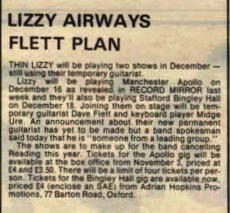 LIZZY AIRWAYS
FLETT PLAN
THIN LIZZY will be playing two shows in December —
still using their temporary guitarist.
Lizzy will be playing Manchester Apollo on
December 16 as revealed in RECORD MIRROR last
week and they'll also be playing Stafford Bingley Hall
on December 18. Joining them on stage will be tem-
porary guitarist Dave Flett and keyboard player Midge
Ure. An announcement about their new permanent
guitarist has yet to be made but a band spokesman
said today that he is "someone from a leading group."
The shows are to make up for the band cancelling
Reading this year. Tickets for the Apollo gig will be
available at the box office from November 3, priced at
£4 and £3.50. There will be a limit of four tickets per per-
son. Tickets for the Bingley Hall gig are available now,
priced £4 (enclose an SAE) from Adrian Hopkins Pro-
motions, 77 Barton Road, Oxford.